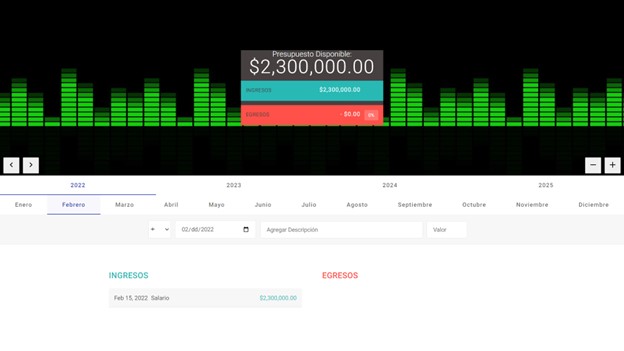 Presupuesto Disponible:
$2,300,000.00
INGRESOS $2,300,000.00
EGRESOS - $0.00 0%
2022 2023 2024 2025
Enero Febrero Marzo Abril Mayo Junio Julio Agosto Septiembre Octubre Noviembre Diciembre
+ 02/dd/2022 Agregar Descripción Valor
INGRESOS EGRESOS
Feb 15, 2022 Salario $2,300,000.00